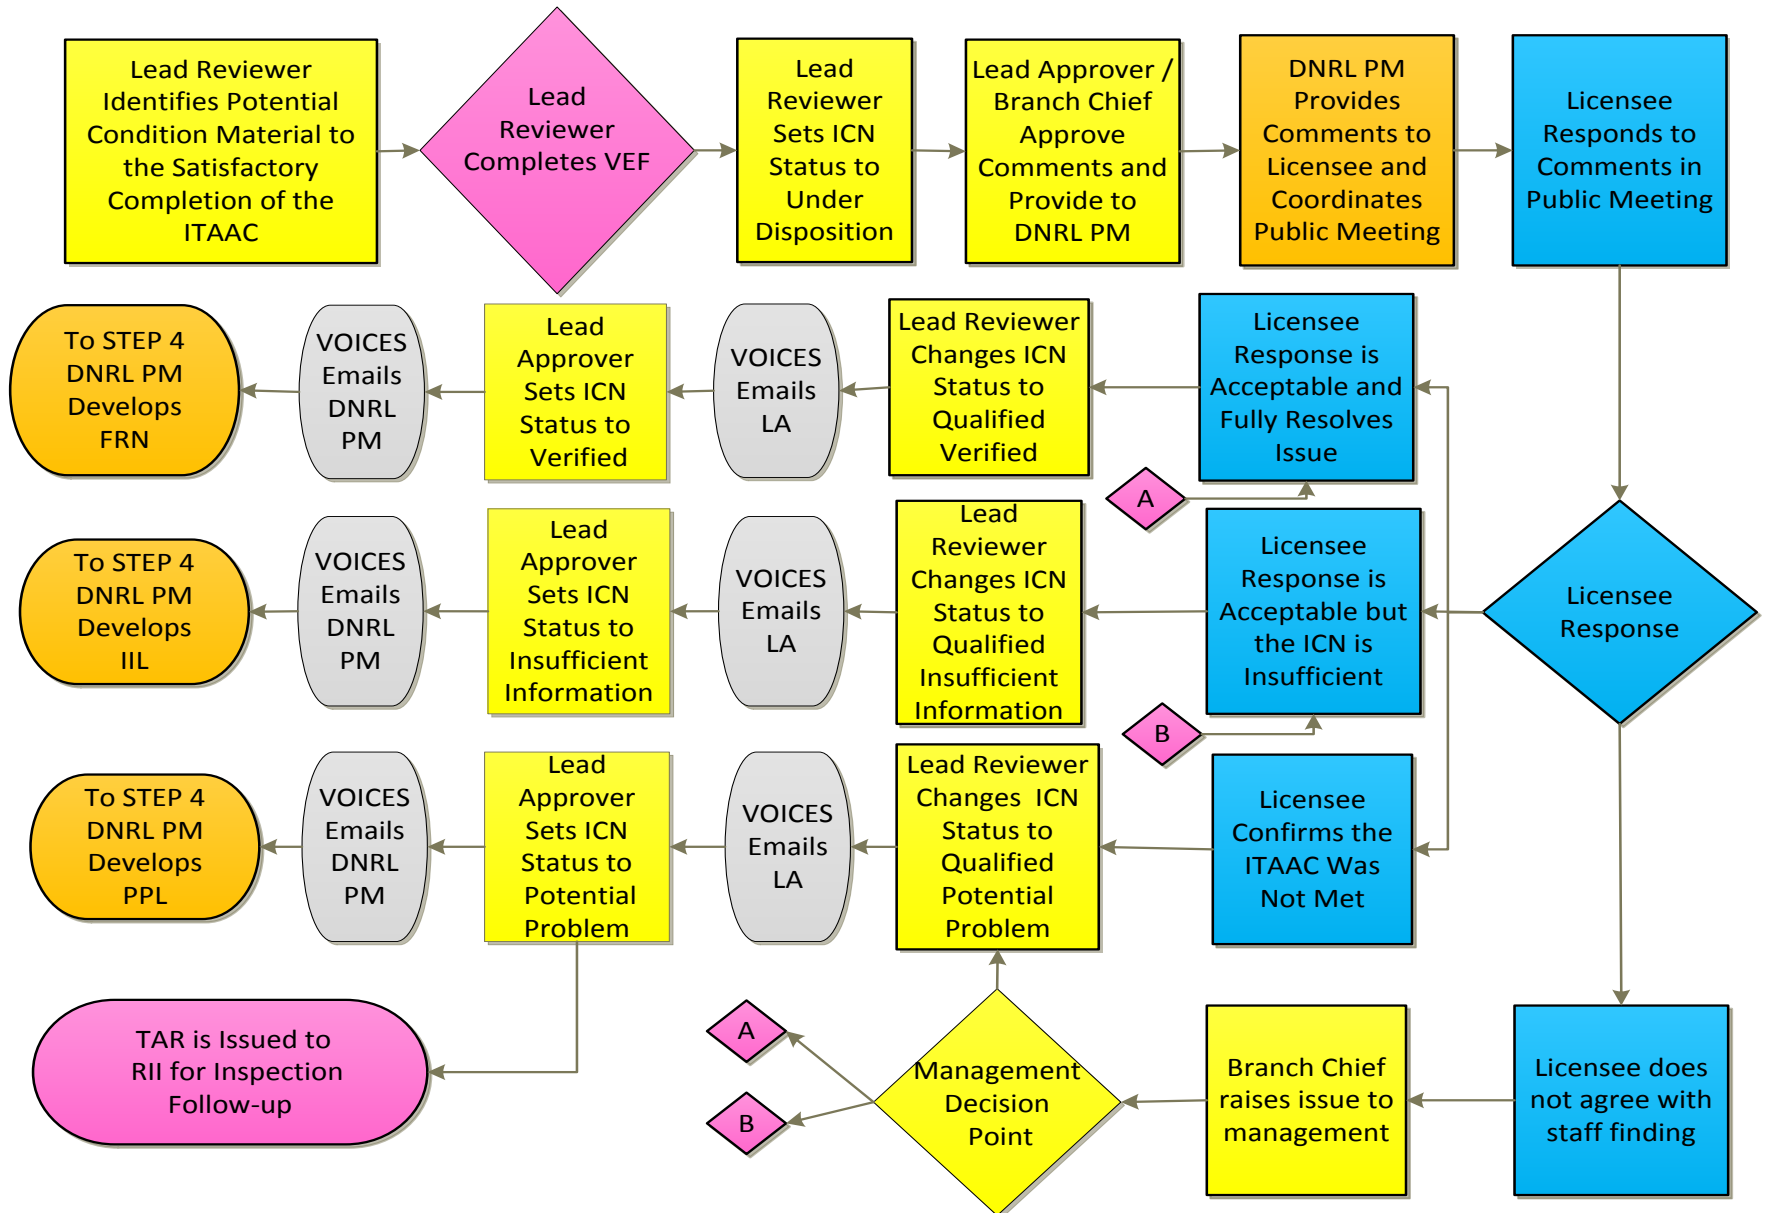 Lead Reviewer
Identifies Potential
Condition Material to
the Satisfactory
Completion of the
ITAAC
Lead
Reviewer
Completes VEF
Lead
Reviewer
Sets ICN
Status to
Under
Disposition
Lead Approver /
Branch Chief
Approve
Comments and
Provide to
DNRL PM
DNRL PM
Provides
Comments to
Licensee and
Coordinates
Public Meeting
Licensee
Responds to
Comments in
Public Meeting
To STEP 4
DNRL PM
Develops
FRN
VOICES
Emails
DNRL
PM
Lead
Approver
Sets ICN
Status to
Verified
VOICES
Emails
LA
Lead Reviewer
Changes ICN
Status to
Qualified
Verified
Licensee
Response is
Acceptable and
Fully Resolves
Issue
A
To STEP 4
DNRL PM
Develops
IIL
VOICES
Emails
DNRL
PM
Lead
Approver
Sets ICN
Status to
Insufficient
Information
VOICES
Emails
LA
Lead
Reviewer
Changes ICN
Status to
Qualified
Insufficient
Information
Licensee
Response is
Acceptable but
the ICN is
Insufficient
Licensee
Response
B
To STEP 4
DNRL PM
Develops
PPL
VOICES
Emails
DNRL
PM
Lead
Approver
Sets ICN
Status to
Potential
Problem
VOICES
Emails
LA
Lead Reviewer
Changes ICN
Status to
Qualified
Potential
Problem
Licensee
Confirms the
ITAAC Was
Not Met
TAR is Issued to
RII for Inspection
Follow-up
A
B
Management
Decision
Point
Branch Chief
raises issue to
management
Licensee does
not agree with
staff finding